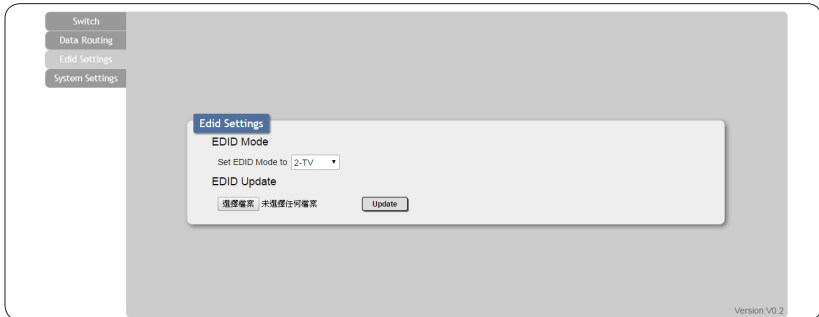 Switch
Data Routing
Edid Settings
System Settings
Edid Settings
EDID Mode
Set EDID Mode to 2-TV
EDID Update
選擇檔案 未選擇任何檔案 Update
Version:V0.2